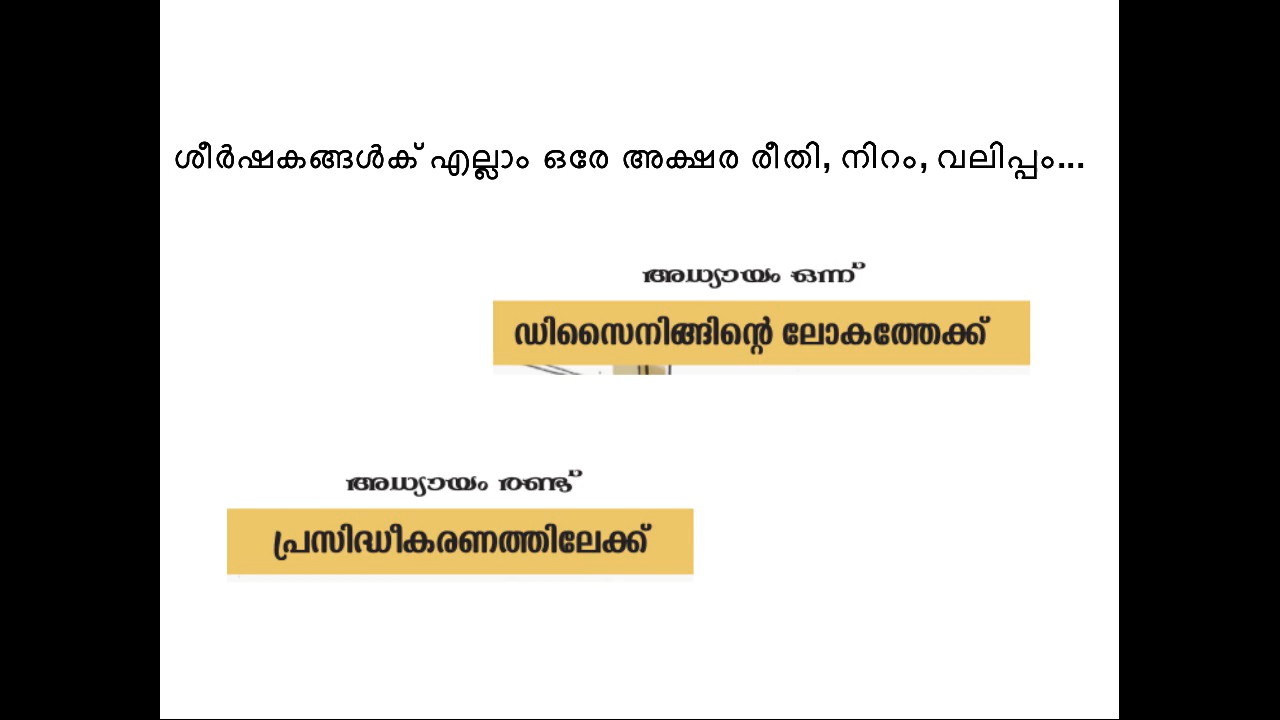 ശീർഷകങ്ങൾക് എല്ലാം ഒരേ അക്ഷര രീതി, നിറം, വലിപ്പം...
അധ്യായം ഒന്ന്
ഡിസൈനിങ്ങിന്റെ ലോകത്തേക്ക്
അധ്യായം രണ്ട്
പ്രസിദ്ധീകരണത്തിലേക്ക്